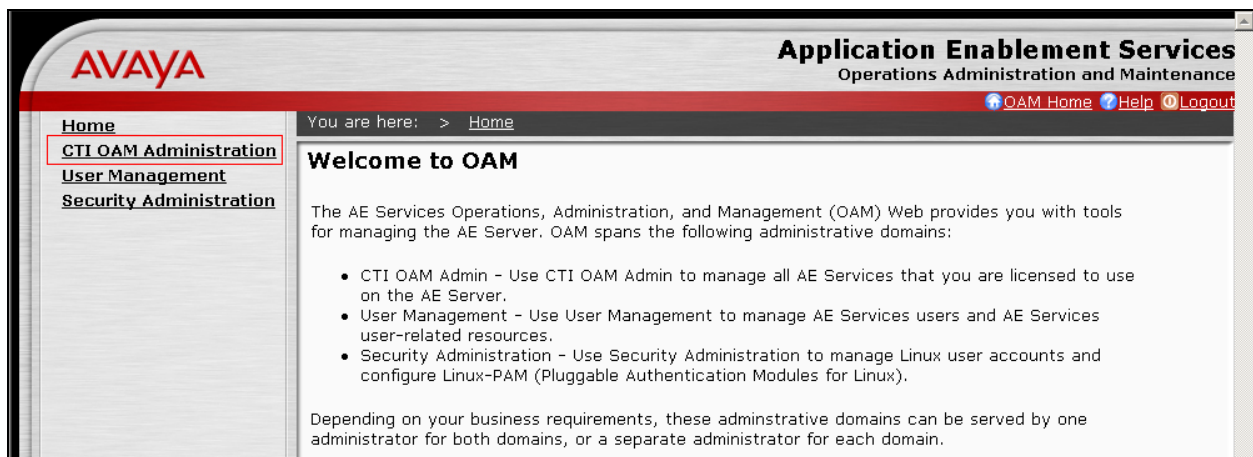 AVAYA
Application Enablement Services
Operations Administration and Maintenance
OAM Home Help Logout
Home
CTI OAM Administration
User Management
Security Administration
You are here: > Home
Welcome to OAM
The AE Services Operations, Administration, and Management (OAM) Web provides you with tools
for managing the AE Server. OAM spans the following administrative domains:
• CTI OAM Admin - Use CTI OAM Admin to manage all AE Services that you are licensed to use
on the AE Server.
• User Management - Use User Management to manage AE Services users and AE Services
user-related resources.
• Security Administration - Use Security Administration to manage Linux user accounts and
configure Linux-PAM (Pluggable Authentication Modules for Linux).
Depending on your business requirements, these adminstrative domains can be served by one
administrator for both domains, or a separate administrator for each domain.